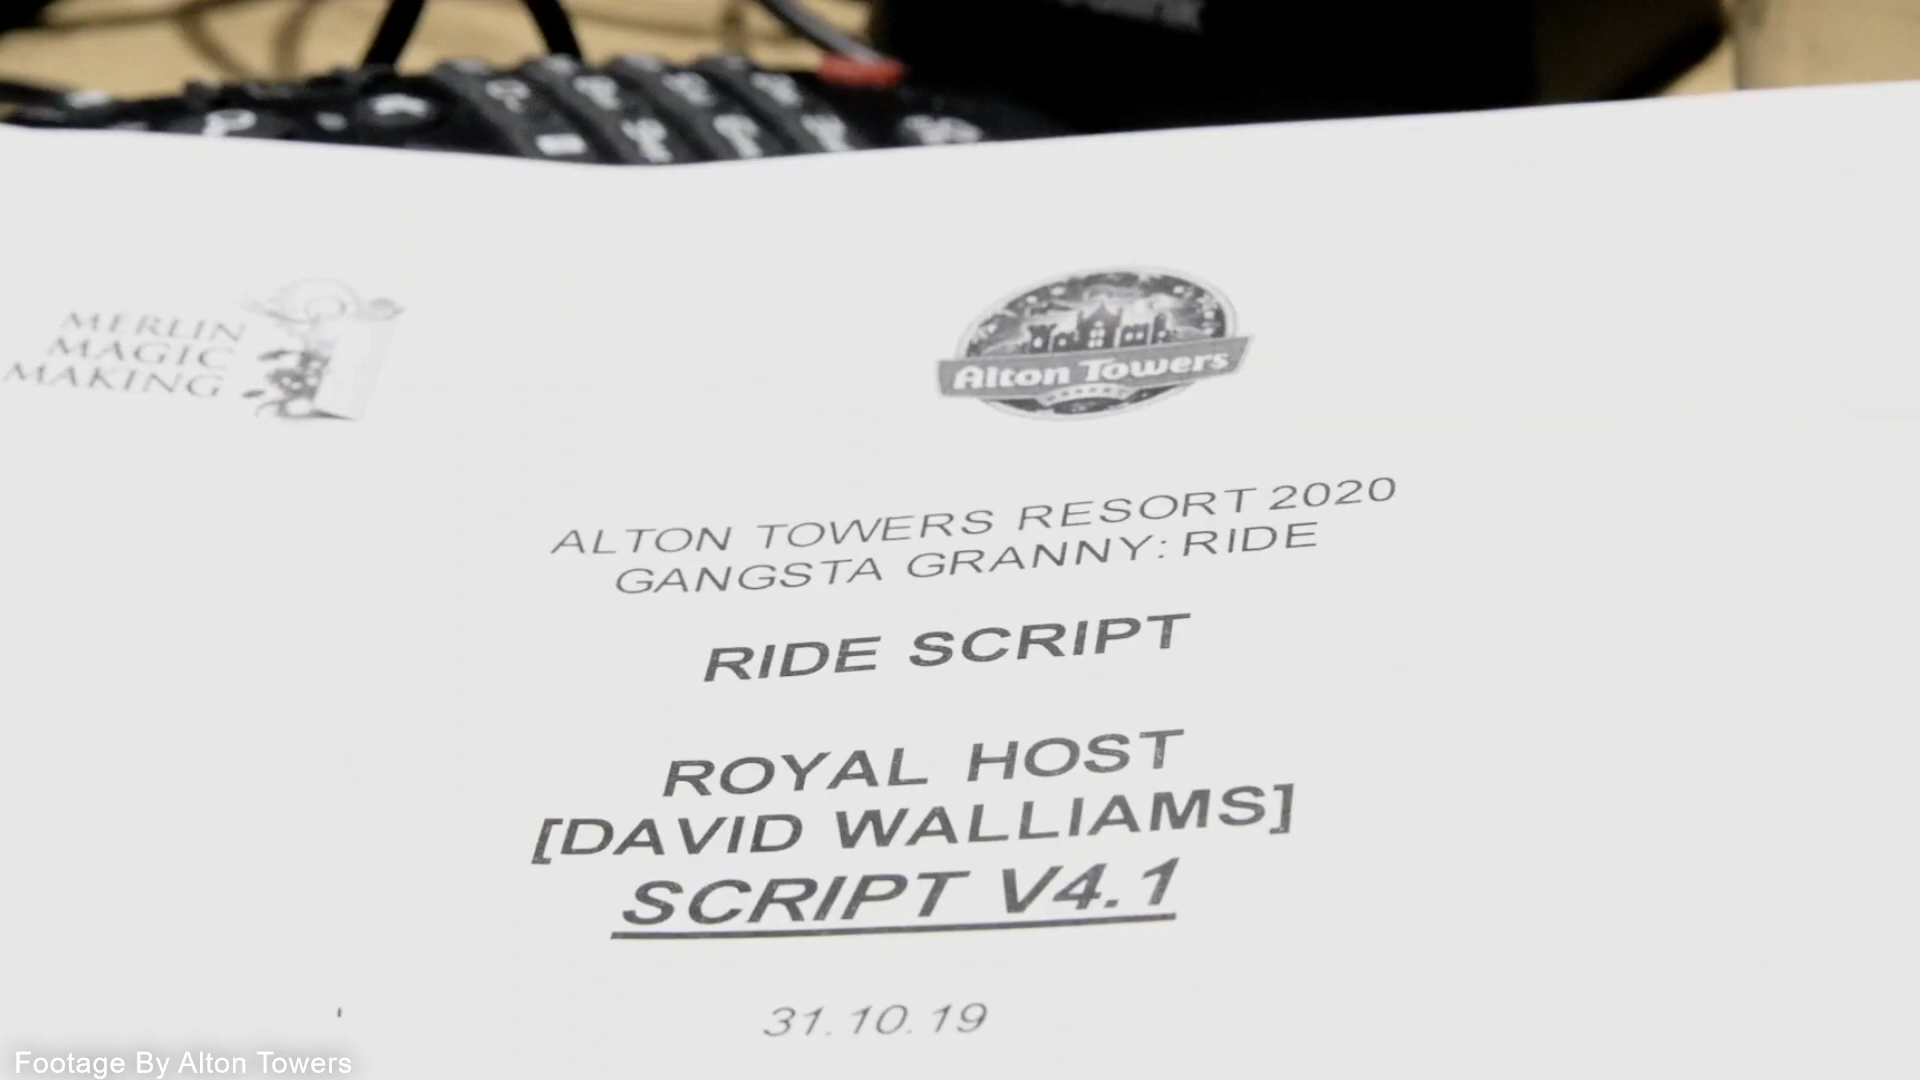 MERLIN
MAGIC
MAKING
Alton Towers
ALTON TOWERS RESORT 2020
GANGSTA GRANNY: RIDE
RIDE SCRIPT
ROYAL HOST
[DAVID WALLIAMS]
SCRIPT V4.1
31.10.19
Footage By Alton Towers